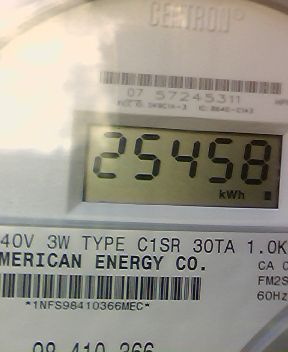 CENTRON®
07 57245311
25458
kWh
40V 3W TYPE C1SR 30TA 1.0K
MERICAN ENERGY CO.
CA 0
FM2S
60Hz
*1NFS98410366MEC*
98 410 366